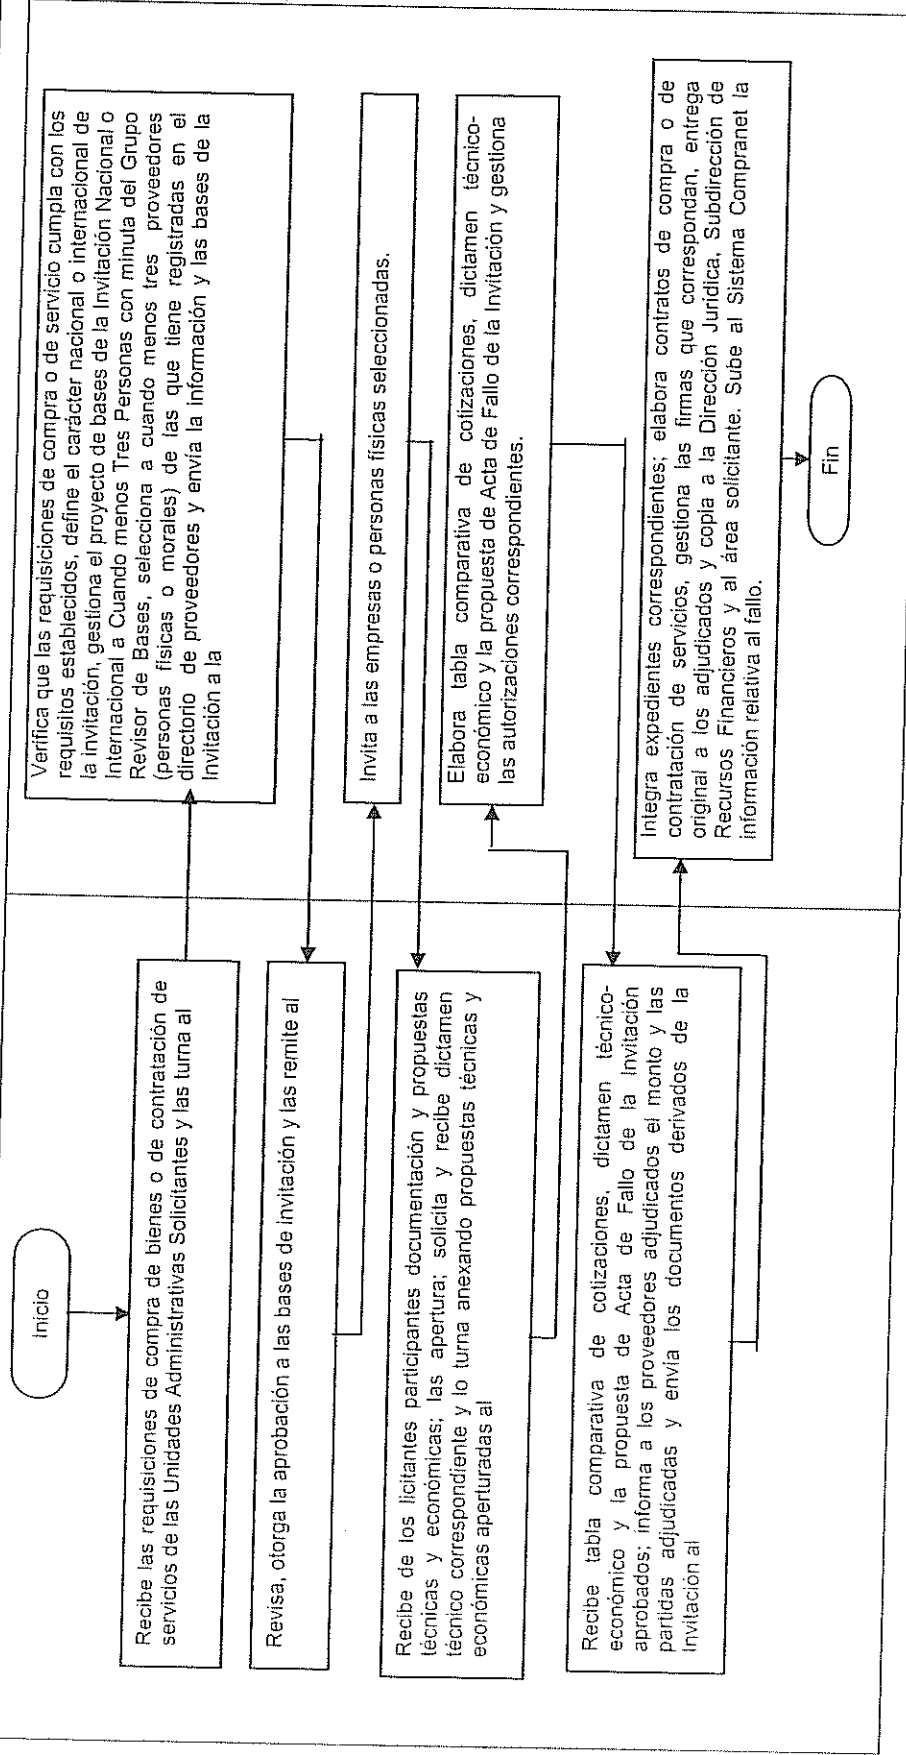 Inicio
Recibe las requisiciones de compra de bienes o de contratación de
servicios de las Unidades Administrativas Solicitantes y las turna al
Verifica que las requisiciones de compra o de servicio cumpla con los
requisitos establecidos, define el carácter nacional o internacional de
la invitación, gestiona el proyecto de bases de la Invitación Nacional o
Internacional a Cuando menos Tres Personas con minuta del Grupo
Revisor de Bases, selecciona a cuando menos tres proveedores
(personas físicas o morales) de las que tiene registradas en el
directorio de proveedores y envía la Información y las bases de la
Invitación a la
Revisa, otorga la aprobación a las bases de Invitación y las remite al
Invita a las empresas o personas físicas seleccionadas.
Recibe de los licitantes participantes documentación y propuestas
técnicas y económicas; las apertura; solicita y recibe dictamen
técnico correspondiente y lo turna anexando propuestas técnicas y
económicas aperturadas al
Elabora tabla comparativa de cotizaciones, dictamen técnico-
económico y la propuesta de Acta de Fallo de la Invitación y gestiona
las autorizaciones correspondientes.
Recibe tabla comparativa de cotizaciones, dictamen técnico-
económico y la propuesta de Acta de Fallo de la Invitación
aprobados; informa a los proveedores adjudicados el monto y las
partidas adjudicadas y envía los documentos derivados de la
Invitación al
Integra expedientes correspondientes; elabora contratos de compra o de
contratación de servicios, gestiona las firmas que correspondan, entrega
original a los adjudicados y copia a la Dirección Jurídica, Subdirección de
Recursos Financieros y al área solicitante. Sube al Sistema Compranet la
información relativa al fallo.
Fin